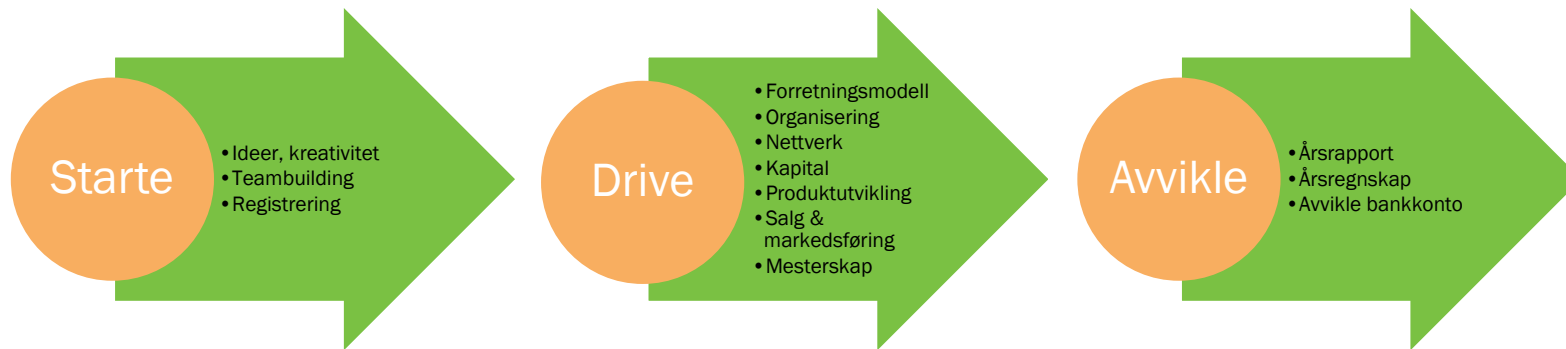 Starte
• Ideer, kreativitet
• Teambuilding
• Registrering
Drive
• Forretningsmodell
• Organisering
• Nettverk
• Kapital
• Produktutvikling
• Salg &
markedsføring
• Mesterskap
Avvikle
• Årsrapport
• Årsregnskap
• Avvikle bankkonto